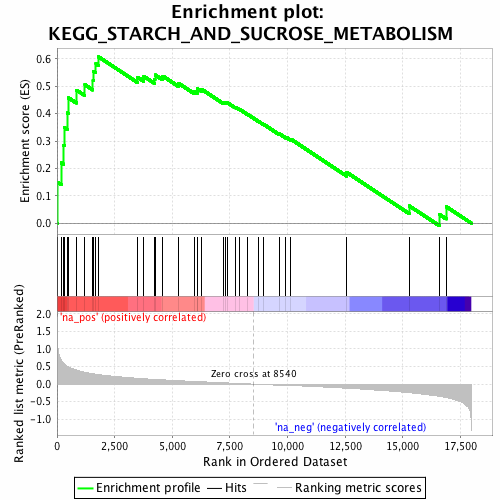 Enrichment plot:
KEGG_STARCH_AND_SUCROSE_METABOLISM
Enrichment score (ES)
0.6
0.5
0.4
0.3
0.2
0.1
0.0
'na_pos' (positively correlated)
Ranked list metric (PreRanked)
2.0
1.5
1.0
0.5
0.0
-0.5
-1.0
Zero cross at 8540
'na_neg' (negatively correlated)
0 2,500 5,000 7,500 10,000 12,500 15,000 17,500
Rank in Ordered Dataset
Enrichment profile Hits Ranking metric scores